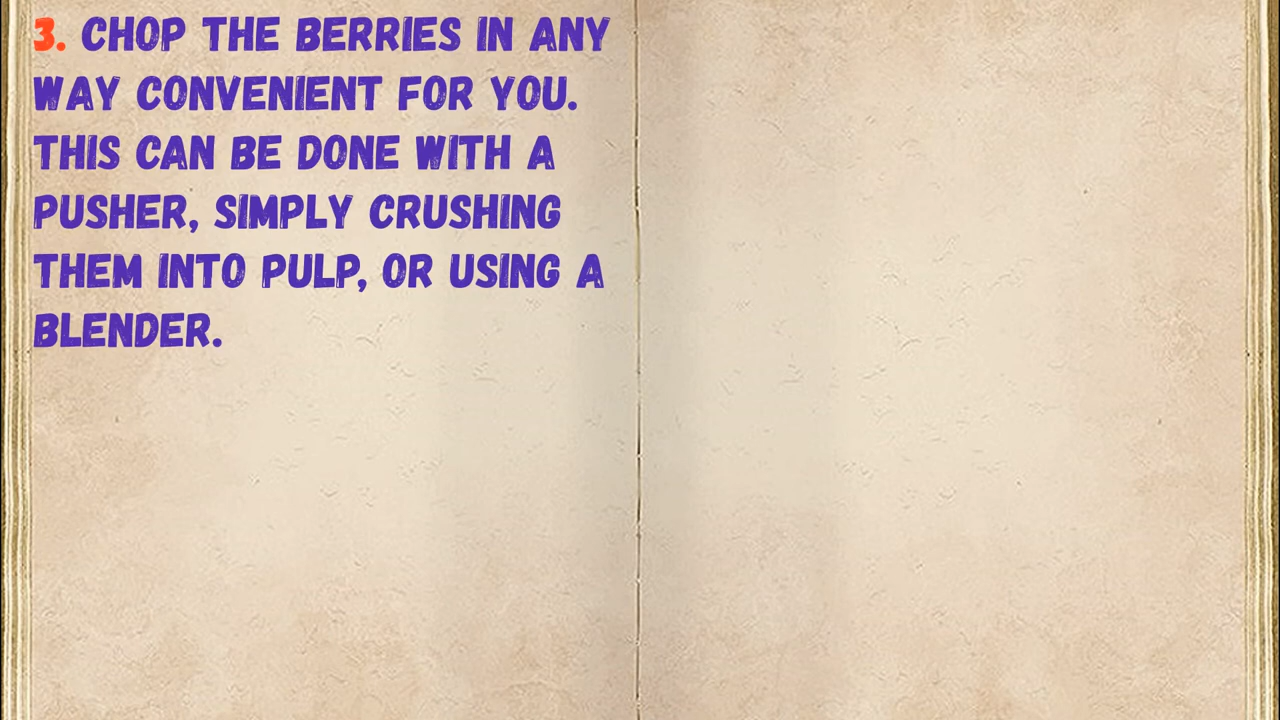 3. CHOP THE BERRIES IN ANY
WAY CONVENIENT FOR YOU.
THIS CAN BE DONE WITH A
PUSHER, SIMPLY CRUSHING
THEM INTO PULP, OR USING A
BLENDER.